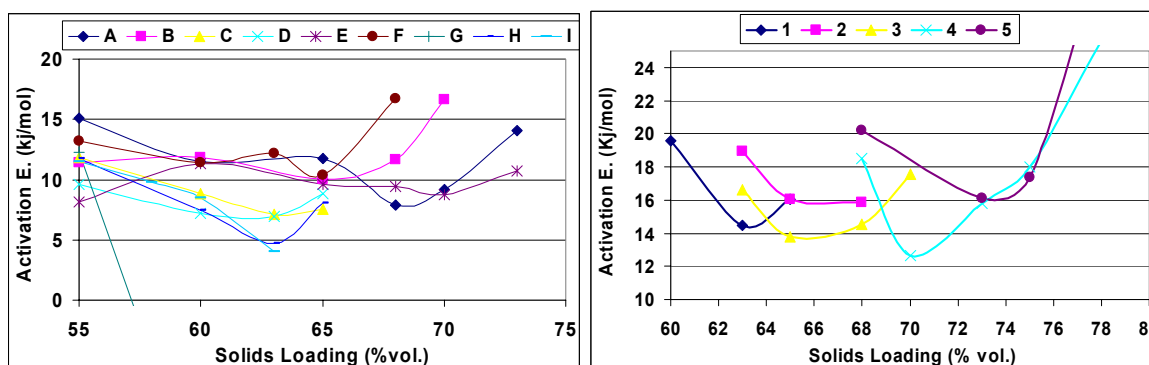 A B C D E F G H I
20
15
10
5
0
Activation E. (kj/mol)
55 60 65 70 75
Solids Loading (%vol.)
1 2 3 4 5
24
22
20
18
16
14
12
10
Activation E. (Kj/mol)
60 62 64 66 68 70 72 74 76 78 8
Solids Loading (% vol.)